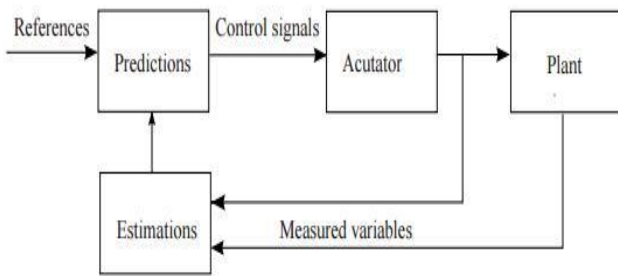 References
Control signals
Predictions
Acutator
Plant
Estimations
Measured variables